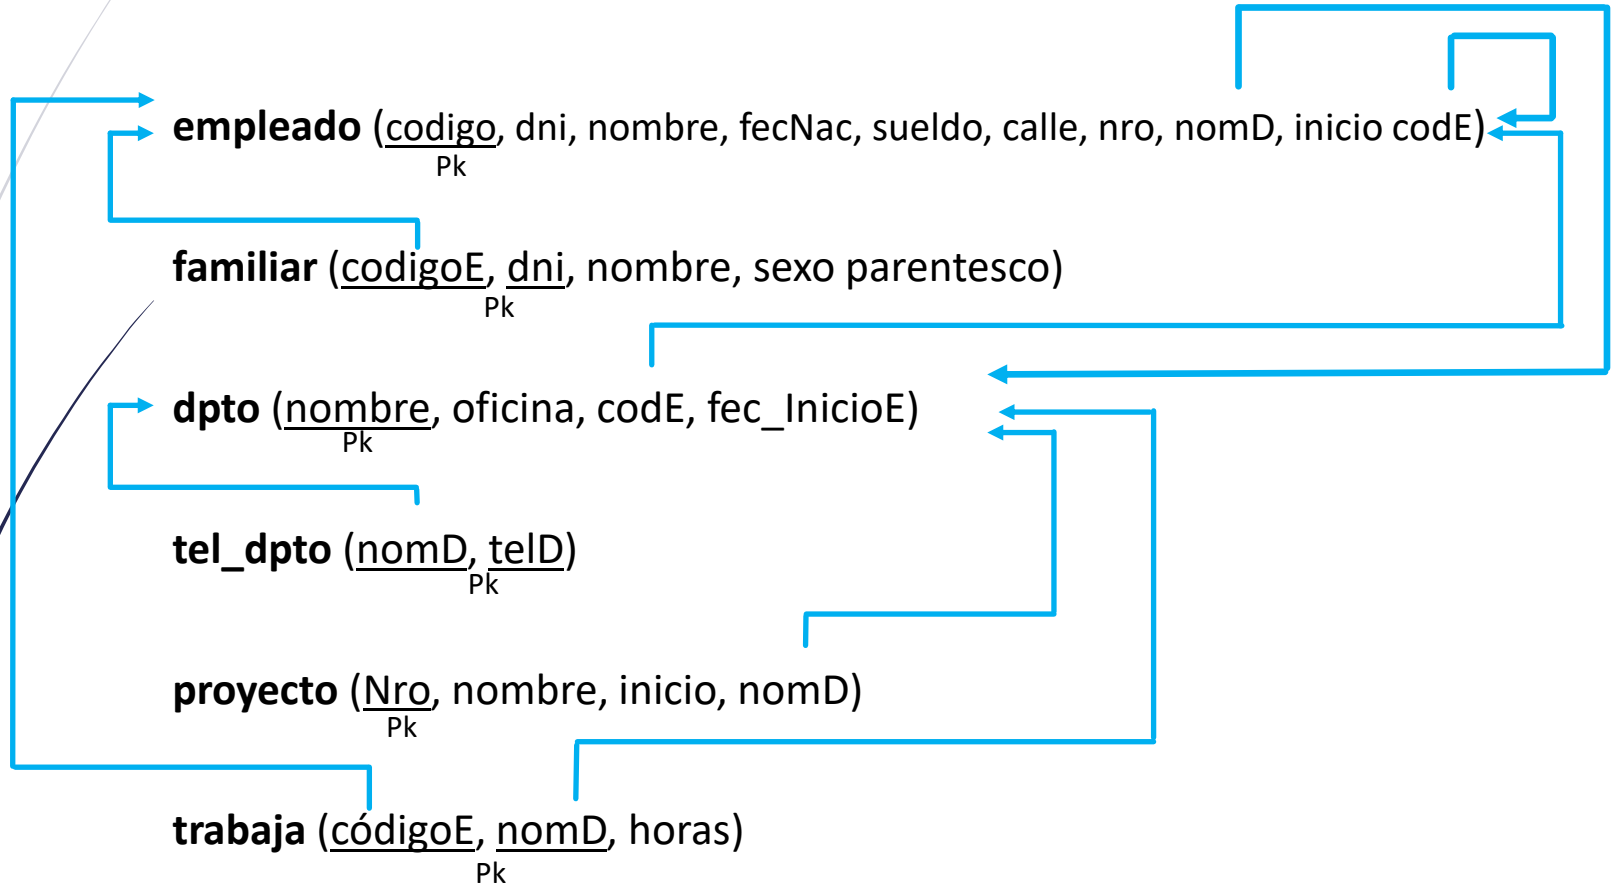 empleado (codigo, dni, nombre, fecNac, sueldo, calle, nro, nomD, inicio codE)
Pk
familiar (codigoE, dni, nombre, sexo parentesco)
Pk
dpto (nombre, oficina, codE, fec_InicioE)
Pk
tel_dpto (nomD, telD)
Pk
proyecto (Nro, nombre, inicio, nomD)
Pk
trabaja (códigoE, nomD, horas)
Pk